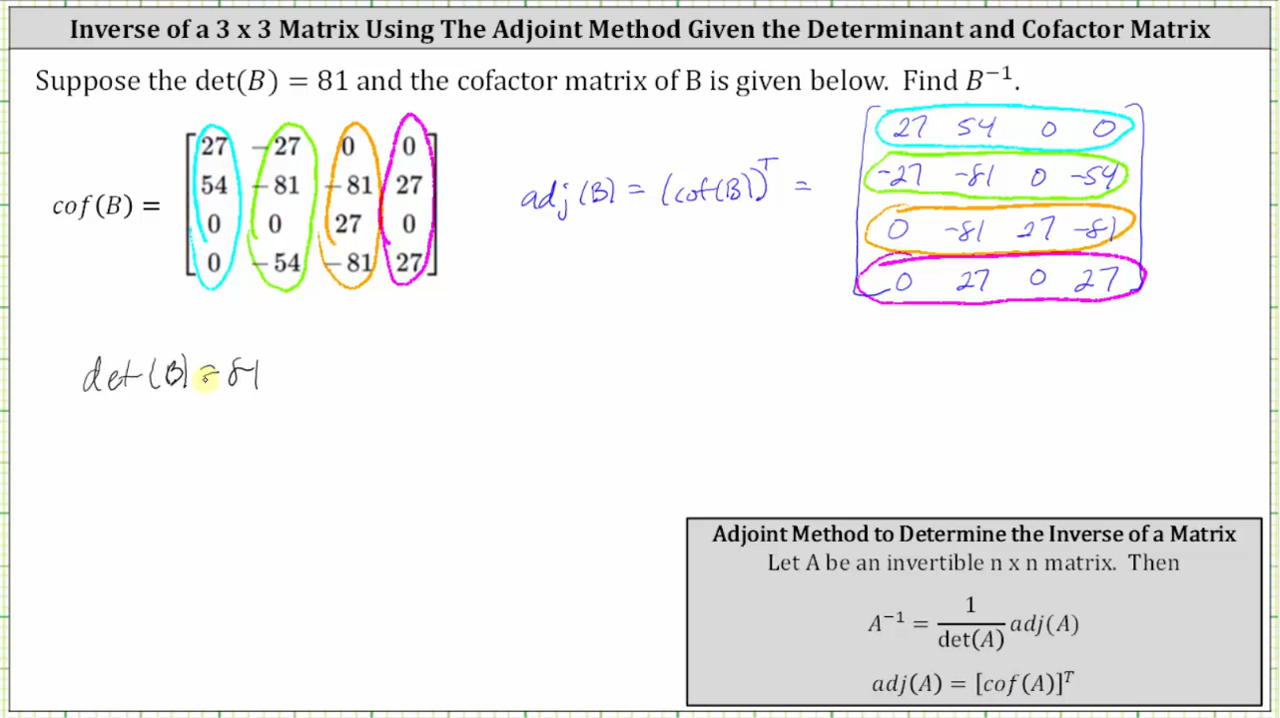 Inverse of a 3 x 3 Matrix Using The Adjoint Method Given the Determinant and Cofactor Matrix
Suppose the det(B) = 81 and the cofactor matrix of B is given below. Find B⁻¹.
cof(B) =
27 −27 0 0
54 −81 −81 27
0 0 27 0
0 −54 −81 27
adj(B) = (cof(B))ᵀ =
27 54 0 0
-27 -81 0 -54
0 -81 27 -81
0 27 0 27
det(B) = 81
Adjoint Method to Determine the Inverse of a Matrix
Let A be an invertible n x n matrix. Then
A⁻¹ = 1/det(A) adj(A)
adj(A) = [cof(A)]ᵀ